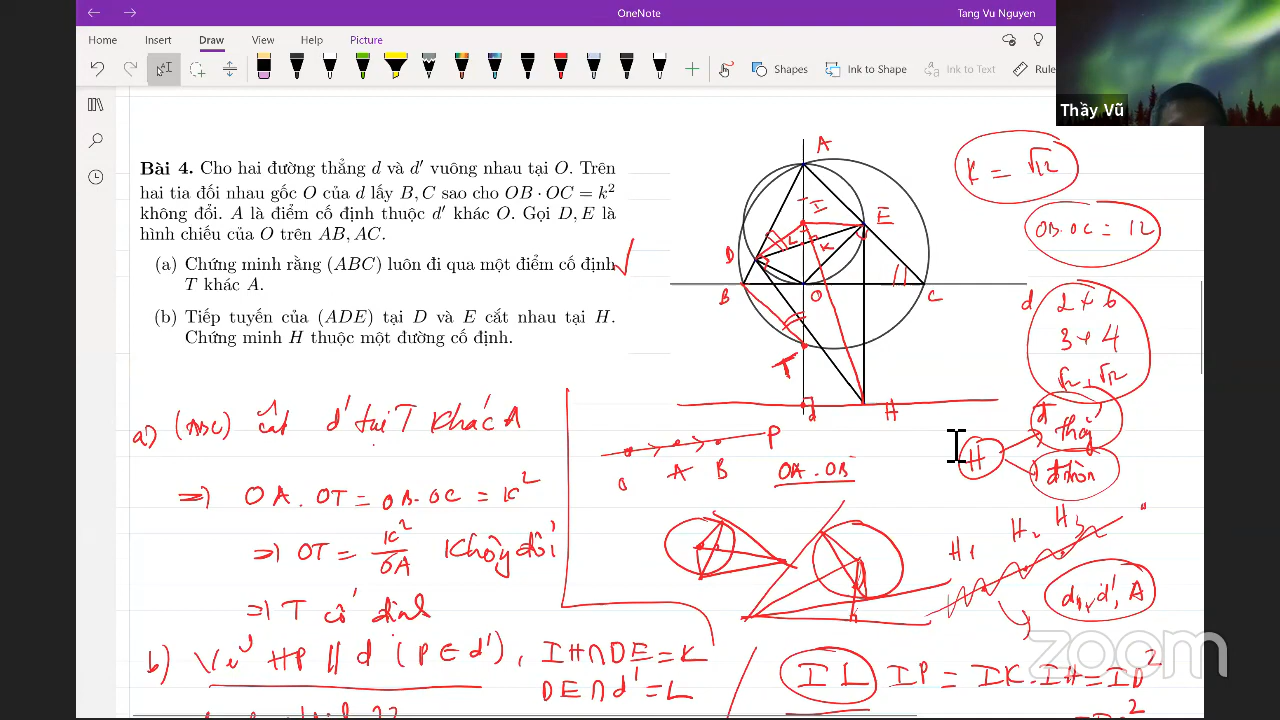 OneNote
Tang Vu Nguyen
Home Insert Draw View Help Picture
Shapes Ink to Shape Ink to Text Rule
Thầy Vũ
Bài 4. Cho hai đường thẳng d và d′ vuông nhau tại O. Trên
hai tia đối nhau gốc O của d lấy B, C sao cho OB · OC = k²
không đổi. A là điểm cố định thuộc d′ khác O. Gọi D, E là
hình chiếu của O trên AB, AC.
(a) Chứng minh rằng (ABC) luôn đi qua một điểm cố định
T khác A.
(b) Tiếp tuyến của (ADE) tại D và E cắt nhau tại H.
Chứng minh H thuộc một đường cố định.
A
I
E
L
K
D
B
O
C
d
T
H
K = √12
OB.OC = 12
2 × 6
3 × 4
√12, √12
H
đ thẳng
đ tròn
O A B P
OA.OB
H1 H2 H3
d, d', A
a) (ABC) cắt d' tại T khác A
=> OA.OT = OB.OC = k²
=> OT = k²/OA không đổi
=> T cố định
b) Vẽ HP // d (P ∈ d'), IH ∩ DE = K
DE ∩ d' = L
IL IP = IK.IH = ID²
zoom